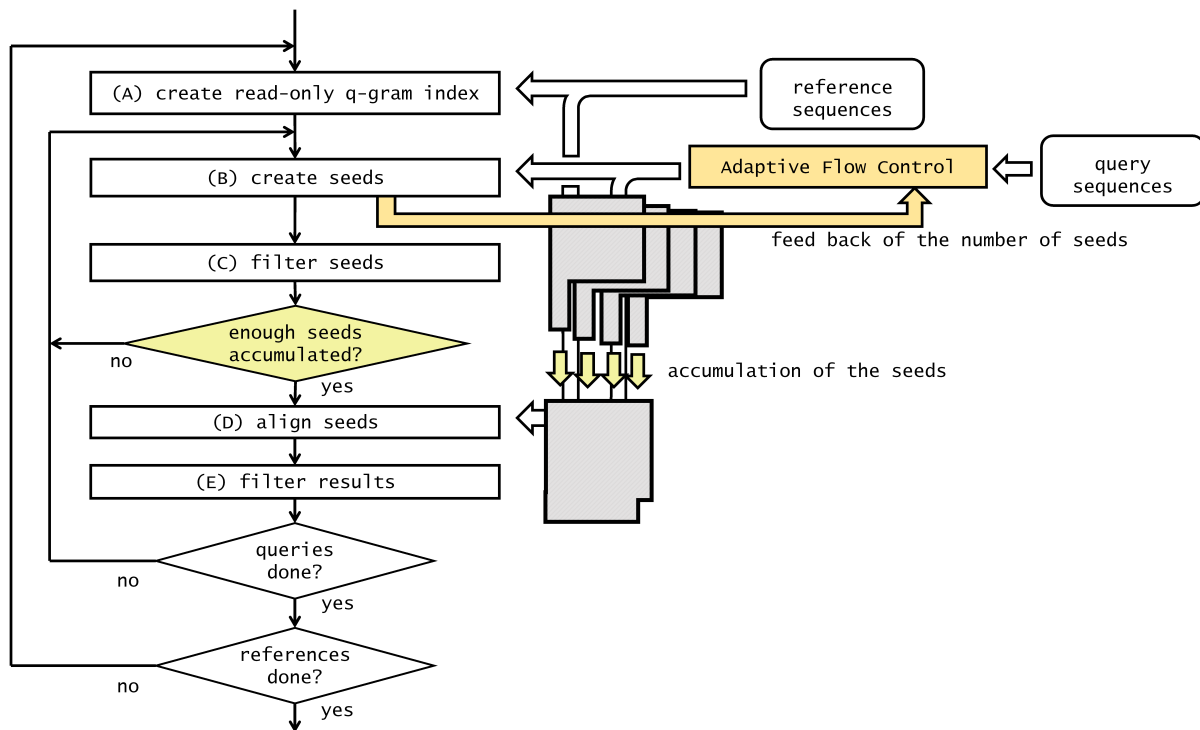 (A) create read-only q-gram index
reference
sequences
(B) create seeds
Adaptive Flow Control
query
sequences
feed back of the number of seeds
(C) filter seeds
enough seeds
accumulated?
no
yes
accumulation of the seeds
(D) align seeds
(E) filter results
queries
done?
no
yes
references
done?
no
yes